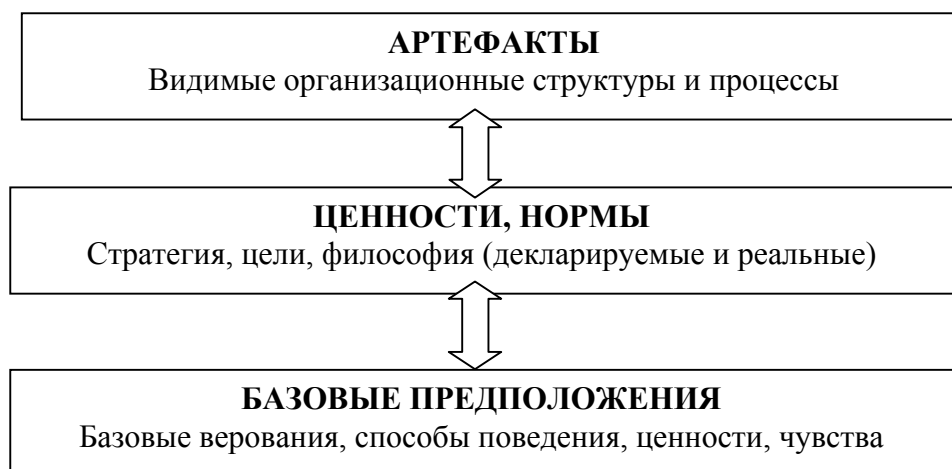 АРТЕФАКТЫ
Видимые организационные структуры и процессы
ЦЕННОСТИ, НОРМЫ
Стратегия, цели, философия (декларируемые и реальные)
БАЗОВЫЕ ПРЕДПОЛОЖЕНИЯ
Базовые верования, способы поведения, ценности, чувства